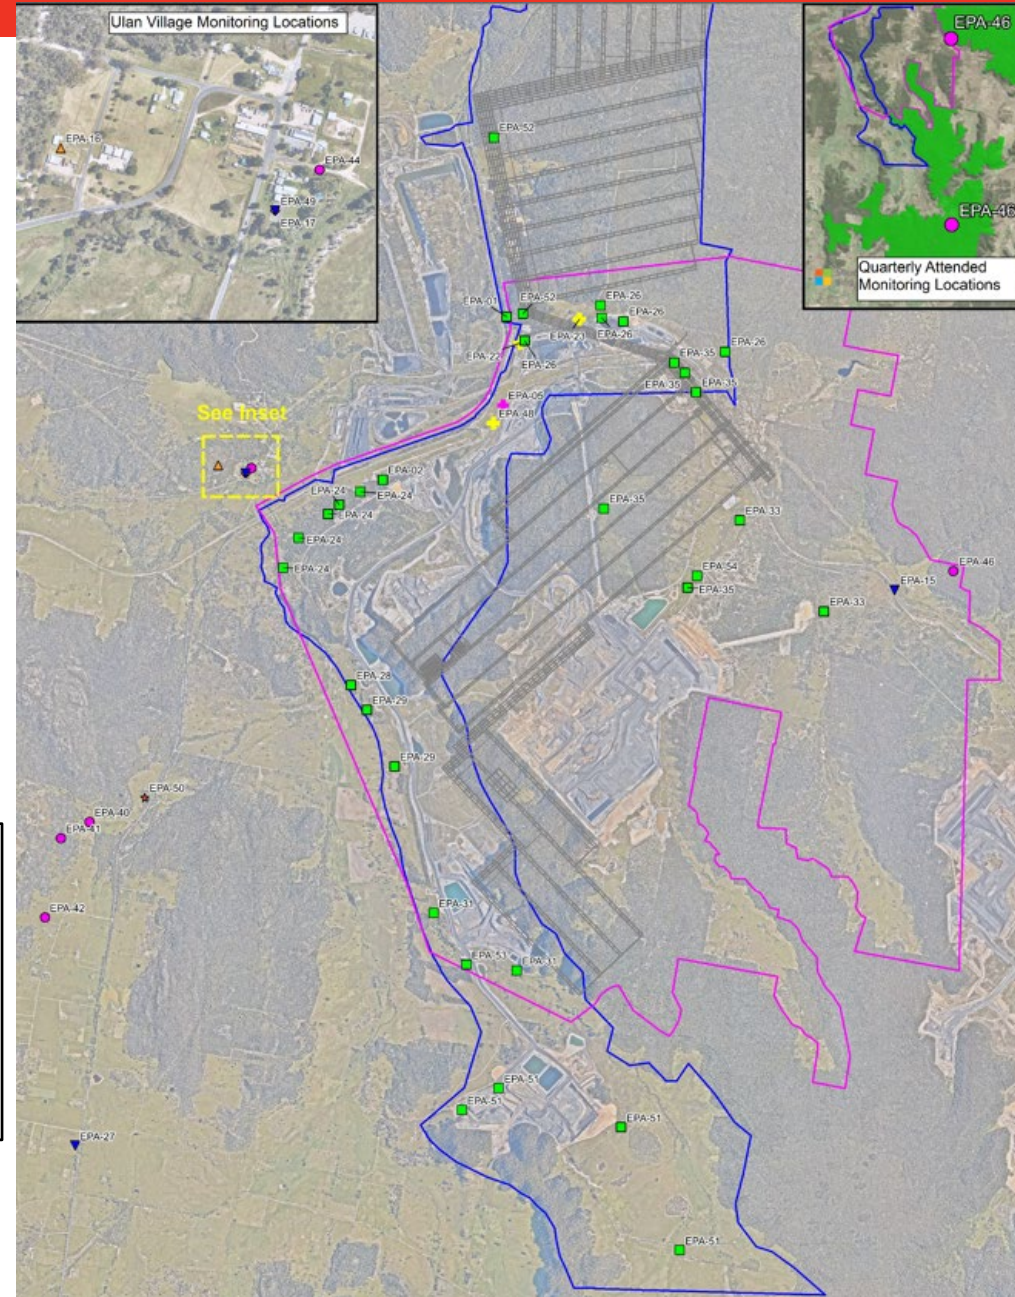 Ulan Village Monitoring Locations
EPA-16
EPA-44
EPA-49
EPA-17
EPA-46
EPA-46
Quarterly Attended
Monitoring Locations
EPA-52
EPA-01
EPA-52
EPA-26
EPA-26
EPA-23
EPA-26
EPA-22
EPA-26
EPA-26
EPA-35
EPA-35
EPA-35
EPA-05
EPA-48
See Inset
EPA-02
EPA-24
EPA-24
EPA-24
EPA-24
EPA-24
EPA-35
EPA-33
EPA-54
EPA-35
EPA-46
EPA-15
EPA-33
EPA-28
EPA-29
EPA-29
EPA-50
EPA-40
EPA-41
EPA-42
EPA-31
EPA-53
EPA-31
EPA-51
EPA-51
EPA-51
EPA-27
EPA-51